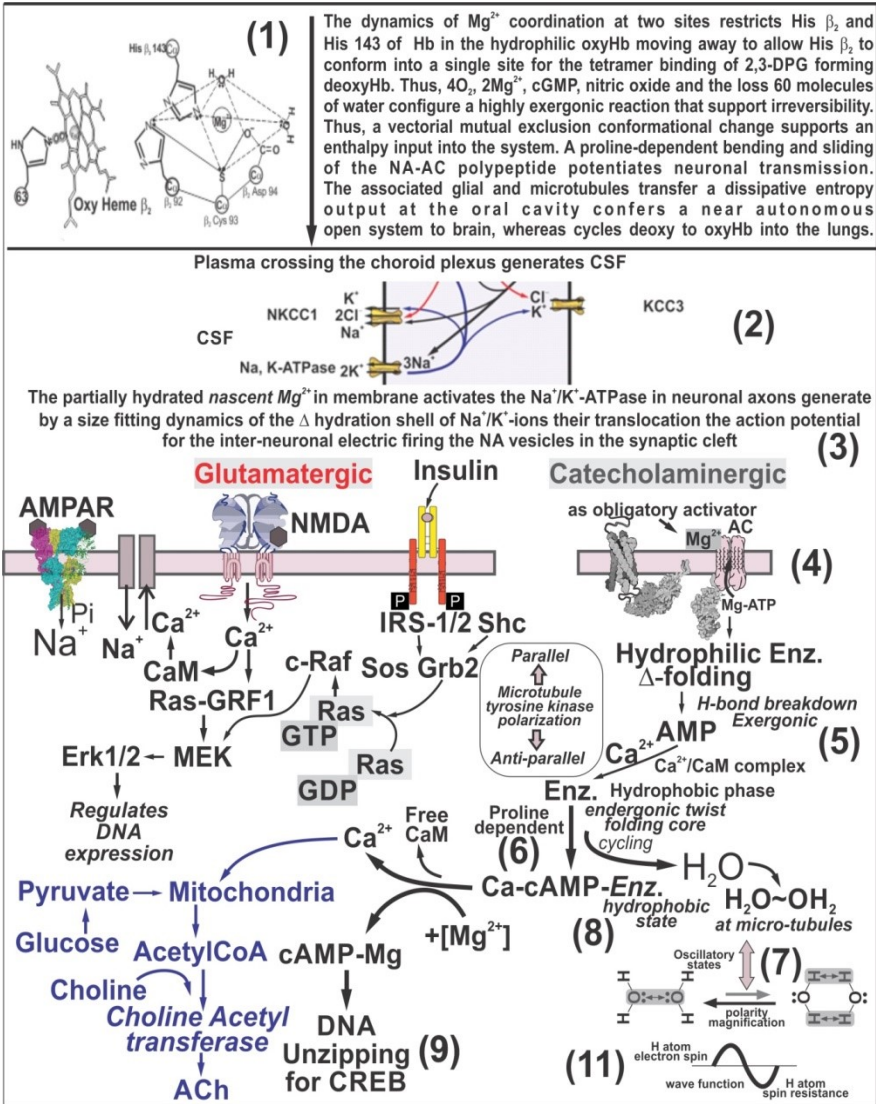 (1)
His β₂ 143 Cα
H H
O
Mg²⁺
H
O
H
O⁻
C=O
S
HN
N
63
Oxy Heme β₂
Cα
β₂ 92
Cα
β₂ Cys 93
Cα
β₂ Asp 94
The dynamics of Mg²⁺ coordination at two sites restricts His β₂ and
His 143 of Hb in the hydrophilic oxyHb moving away to allow His β₂ to
conform into a single site for the tetramer binding of 2,3-DPG forming
deoxyHb. Thus, 4O₂, 2Mg²⁺, cGMP, nitric oxide and the loss 60 molecules
of water configure a highly exergonic reaction that support irreversibility.
Thus, a vectorial mutual exclusion conformational change supports an
enthalpy input into the system. A proline-dependent bending and sliding
of the NA-AC polypeptide potentiates neuronal transmission.
The associated glial and microtubules transfer a dissipative entropy
output at the oral cavity confers a near autonomous
open system to brain, whereas cycles deoxy to oxyHb into the lungs.
Plasma crossing the choroid plexus generates CSF
K⁺
NKCC1 2Cl⁻
Na⁺
CSF
Na, K-ATPase 2K⁺
3Na⁺
Cl⁻
K⁺
KCC3
(2)
The partially hydrated nascent Mg²⁺ in membrane activates the Na⁺/K⁺-ATPase in neuronal axons generate
by a size fitting dynamics of the Δ hydration shell of Na⁺/K⁺-ions their translocation the action potential
for the inter-neuronal electric firing the NA vesicles in the synaptic cleft
(3)
Glutamatergic
Insulin
Catecholaminergic
AMPAR
NMDA
as obligatory activator
Mg²⁺
AC
(4)
Mg-ATP
P
P
Pi
Na⁺
Na⁺
Ca²⁺
Ca²⁺
CaM
IRS-1/2 Shc
c-Raf
Sos Grb2
Ras-GRF1
Ras
GTP
Erk1/2
MEK
Ras
GDP
Regulates
DNA
expression
Parallel
Microtubule
tyrosine kinase
polarization
Anti-parallel
Hydrophilic Enz.
Δ-folding
H-bond breakdown
Exergonic
AMP
(5)
Ca²⁺
Ca²⁺/CaM complex
Enz.
Hydrophobic phase
endergonic twist
folding core
cycling
Proline
dependent
(6)
Free
CaM
Ca²⁺
H₂O
H₂O~OH₂
at micro-tubules
Ca-cAMP-Enz.
hydrophobic
state
(8)
+[Mg²⁺]
Pyruvate
Mitochondria
Glucose
AcetylCoA
cAMP-Mg
Choline
Choline Acetyl
transferase
ACh
DNA
Unzipping
for CREB
(9)
Oscillatory
states
(7)
H H
O: :O
H H
polarity
magnification
H H
:O O:
H H
(11)
H atom
electron spin
wave function
H atom
spin resistance